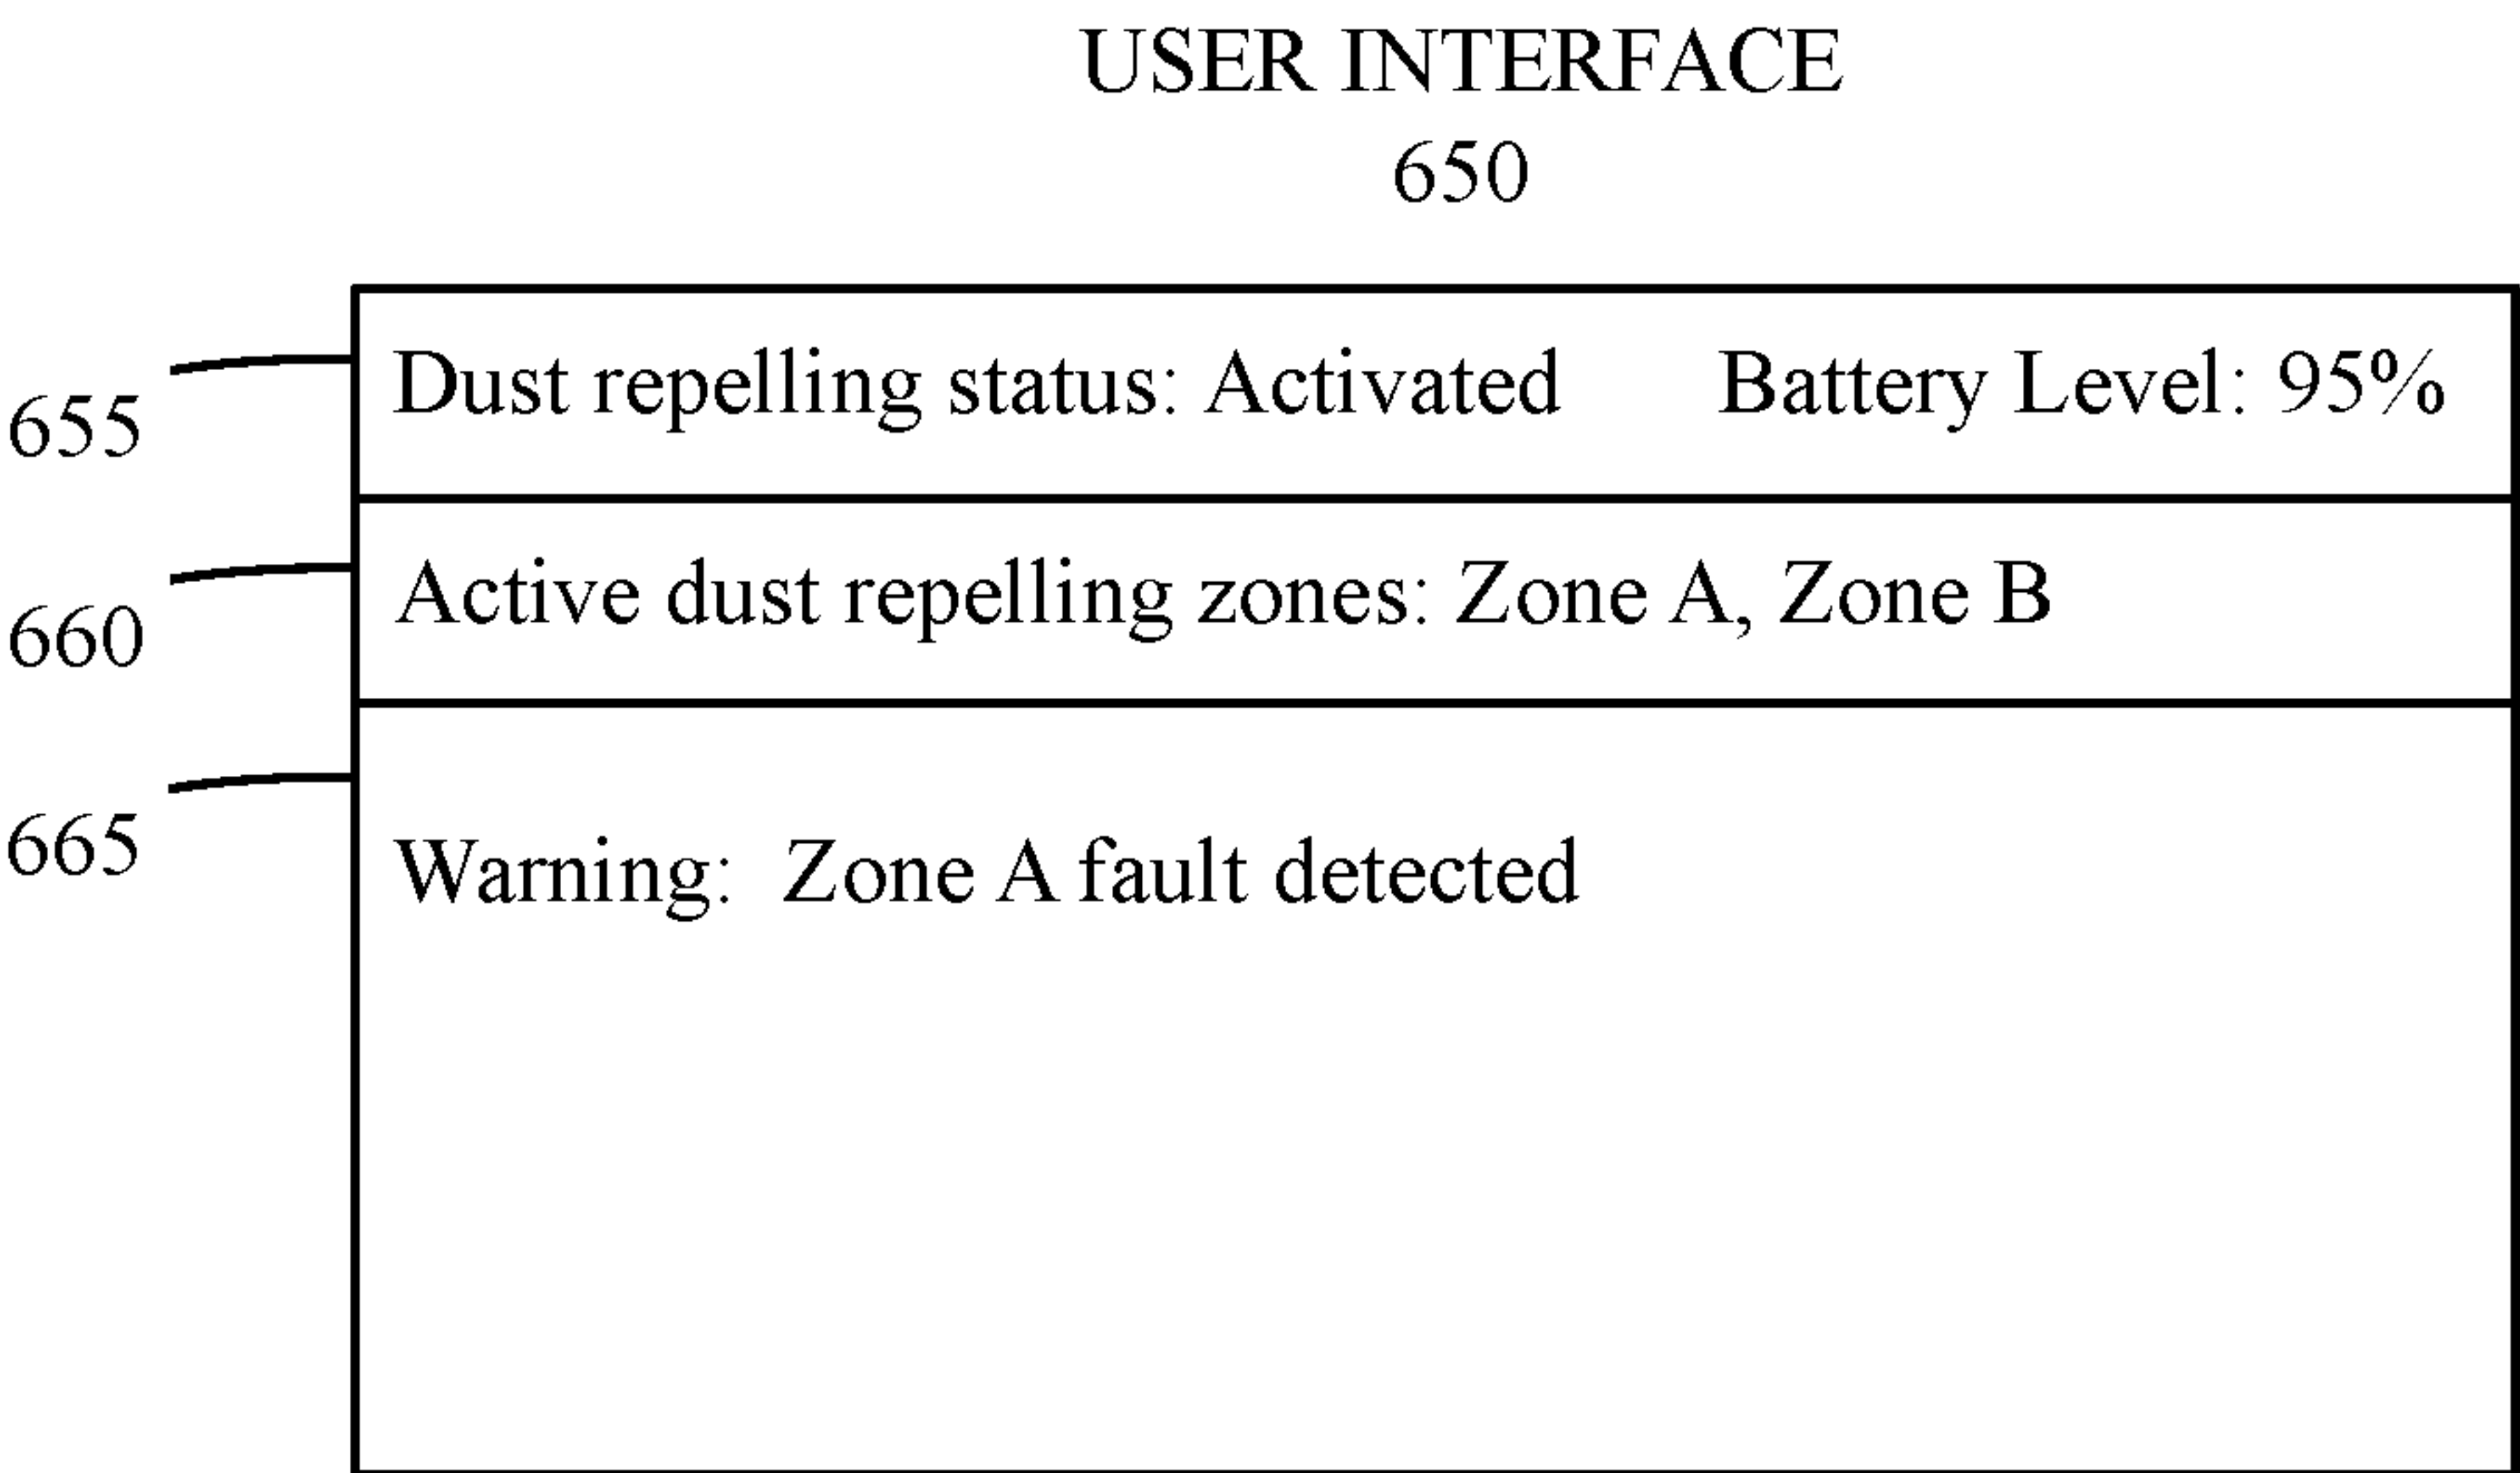 USER INTERFACE
650
655
Dust repelling status: Activated Battery Level: 95%
660
Active dust repelling zones: Zone A, Zone B
665
Warning: Zone A fault detected